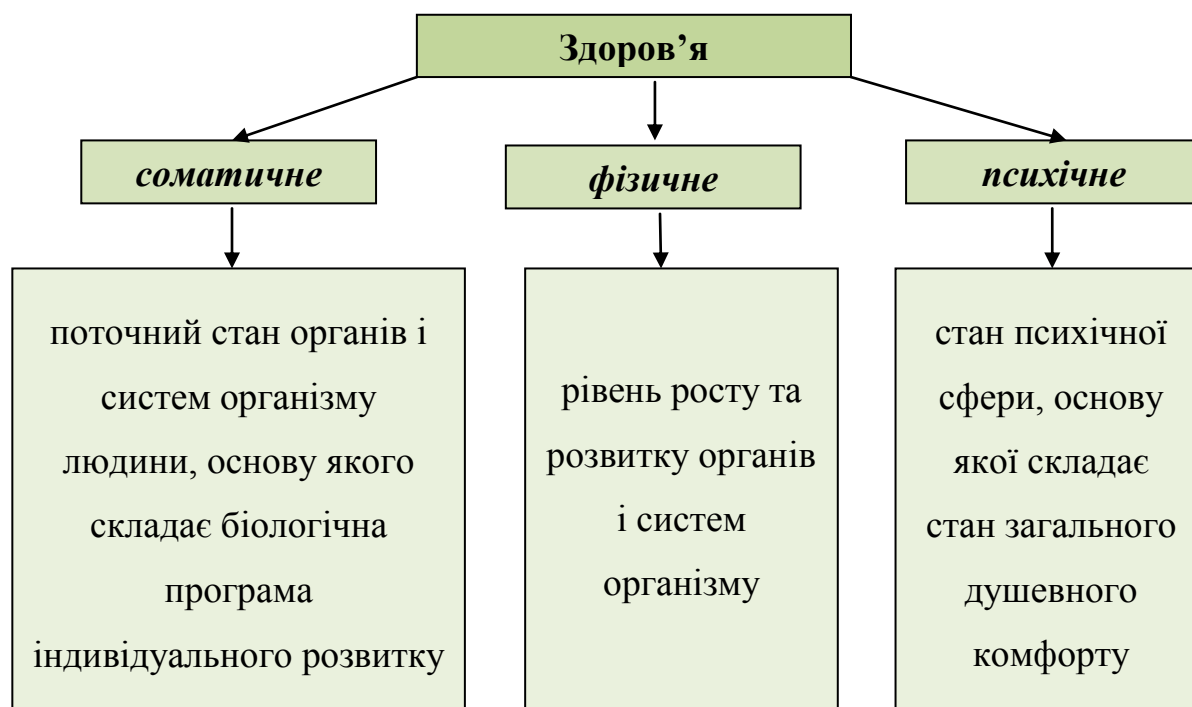 Здоров’я
соматичне
фізичне
психічне
поточний стан органів і
систем організму
людини, основу якого
складає біологічна
програма
індивідуального розвитку
рівень росту та
розвитку органів
і систем
організму
стан психічної
сфери, основу
якої складає
стан загального
душевного
комфорту